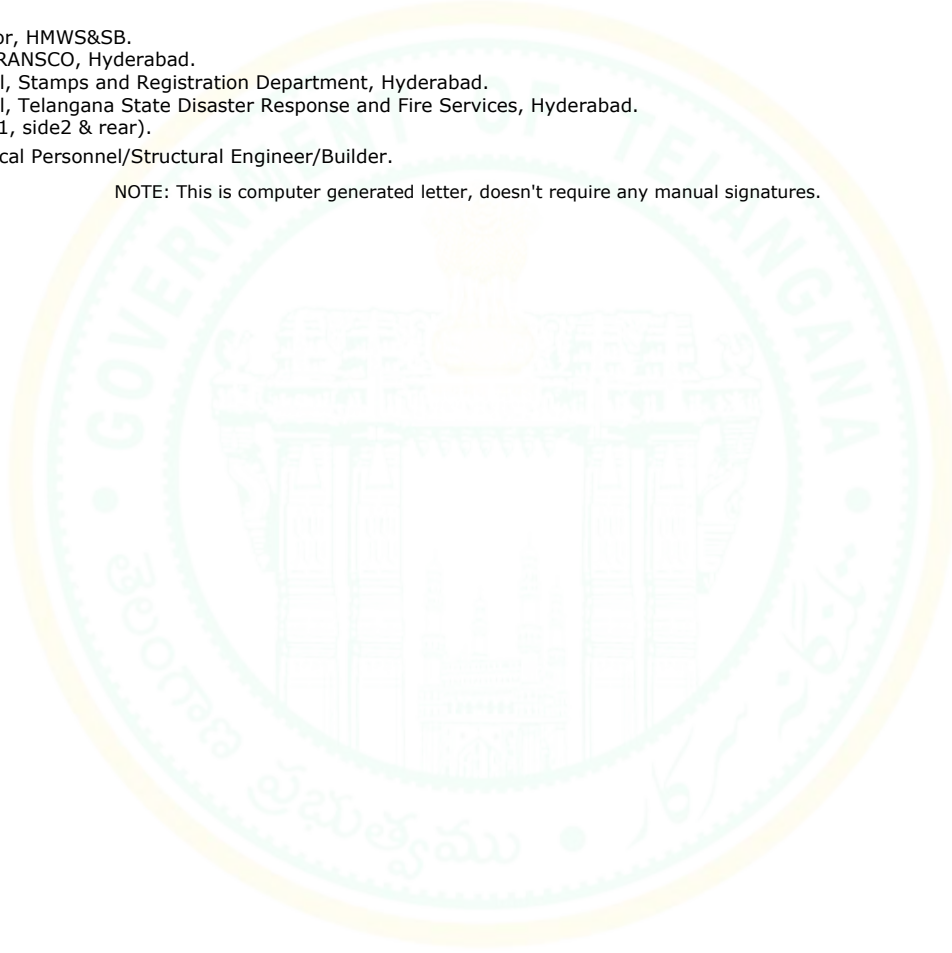 or, HMWS&SB.
RANSCO, Hyderabad.
l, Stamps and Registration Department, Hyderabad.
l, Telangana State Disaster Response and Fire Services, Hyderabad.
1, side2 & rear).
cal Personnel/Structural Engineer/Builder.
NOTE: This is computer generated letter, doesn't require any manual signatures.
GOVERNMENT OF TELANGANA
తెలంగాణ ప్రభుత్వము